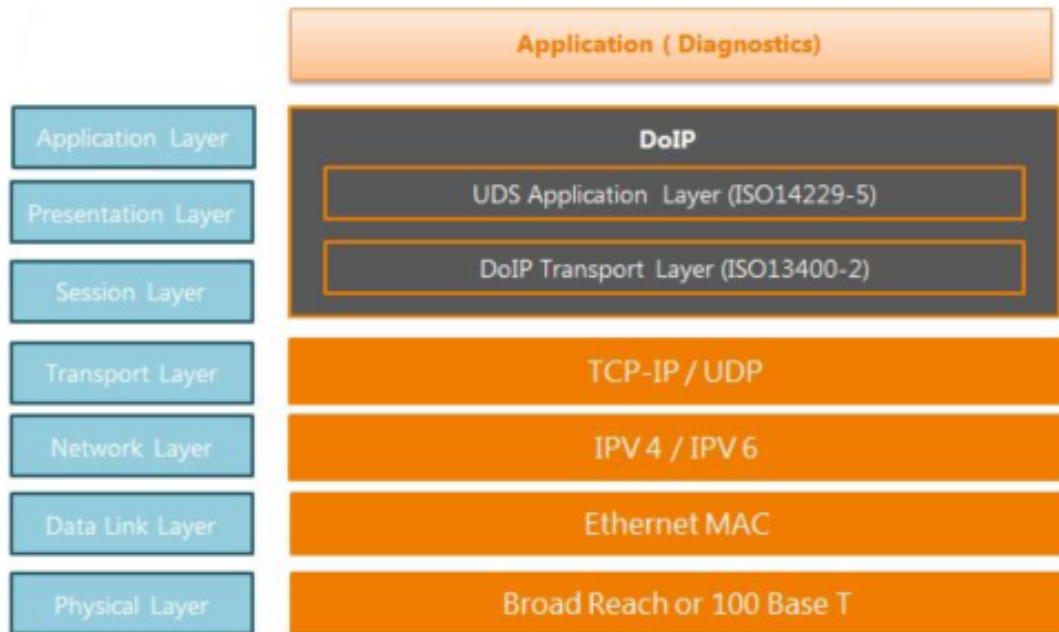 Application ( Diagnostics)
Application Layer
DoIP
Presentation Layer
UDS Application Layer (ISO14229-5)
Session Layer
DoIP Transport Layer (ISO13400-2)
Transport Layer
TCP-IP / UDP
Network Layer
IPV 4 / IPV 6
Data Link Layer
Ethernet MAC
Physical Layer
Broad Reach or 100 Base T